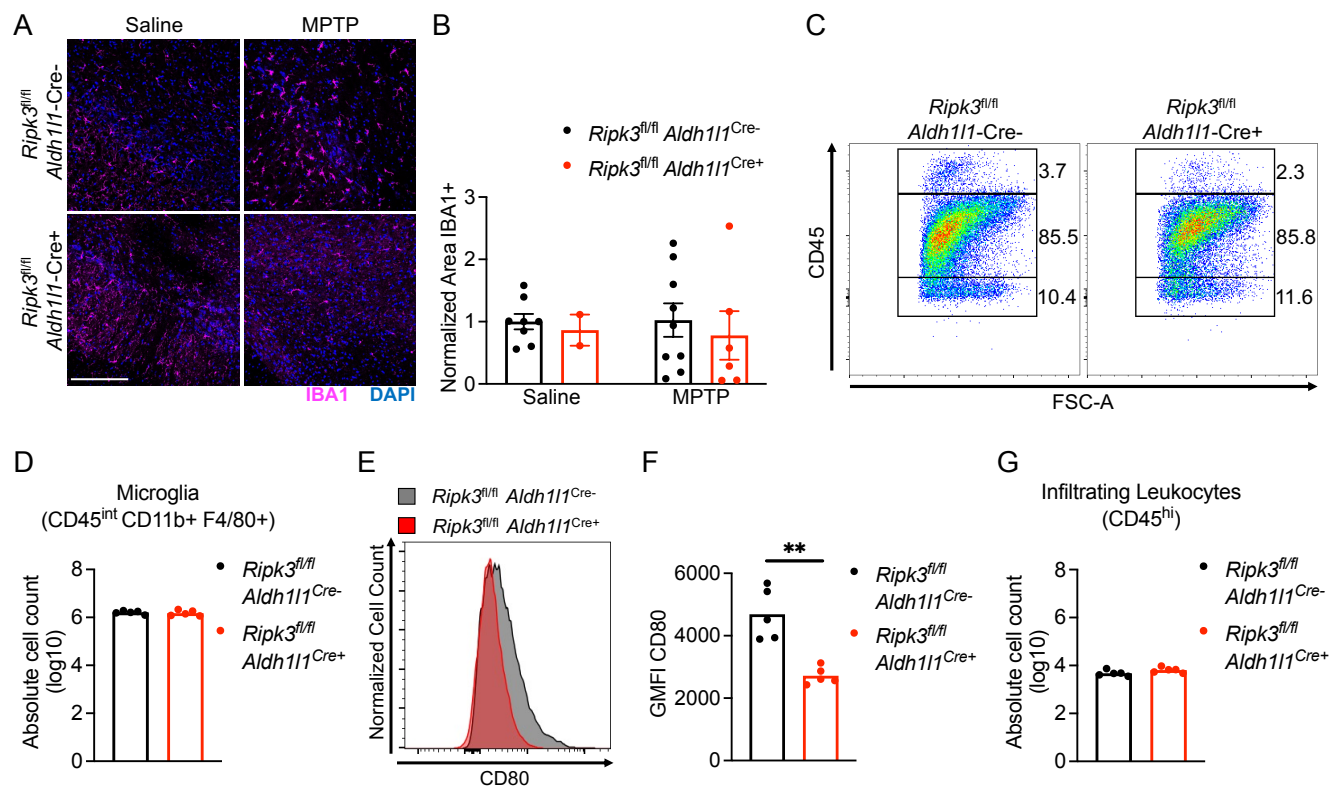 A
Saline
MPTP
Ripk3fl/fl
Aldh1l1-Cre-
Ripk3fl/fl
Aldh1l1-Cre+
IBA1 DAPI
B
Ripk3fl/fl Aldh1l1Cre-
Ripk3fl/fl Aldh1l1Cre+
Normalized Area IBA1+
3
2
1
0
Saline
MPTP
C
Ripk3fl/fl
Aldh1l1-Cre-
Ripk3fl/fl
Aldh1l1-Cre+
CD45
3.7
85.5
10.4
2.3
85.8
11.6
FSC-A
D
Microglia
(CD45int CD11b+ F4/80+)
Absolute cell count
(log10)
8
6
4
2
0
Ripk3fl/fl
Aldh1l1Cre-
Ripk3fl/fl
Aldh1l1Cre+
E
Ripk3fl/fl Aldh1l1Cre-
Ripk3fl/fl Aldh1l1Cre+
Normalized Cell Count
CD80
F
**
GMFI CD80
6000
4000
2000
0
Ripk3fl/fl
Aldh1l1Cre-
Ripk3fl/fl
Aldh1l1Cre+
G
Infiltrating Leukocytes
(CD45hi)
Absolute cell count
(log10)
8
6
4
2
0
Ripk3fl/fl
Aldh1l1Cre-
Ripk3fl/fl
Aldh1l1Cre+